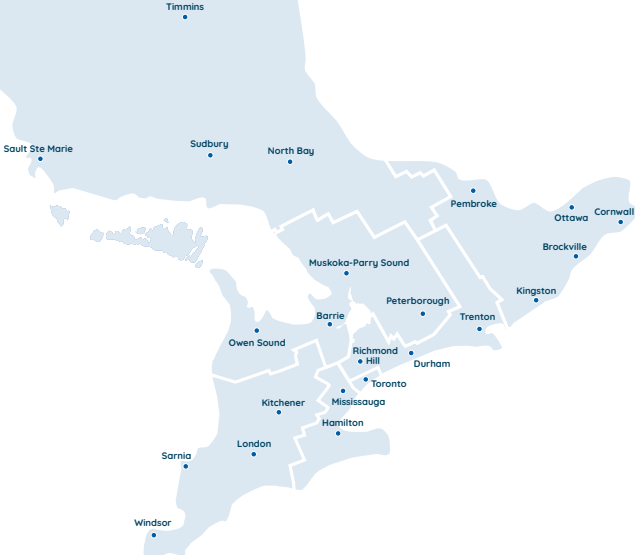 Timmins
Sault Ste Marie
Sudbury
North Bay
Pembroke
Ottawa
Cornwall
Brockville
Muskoka-Parry Sound
Kingston
Peterborough
Barrie
Trenton
Owen Sound
Richmond
Hill
Durham
Toronto
Mississauga
Kitchener
Hamilton
London
Sarnia
Windsor